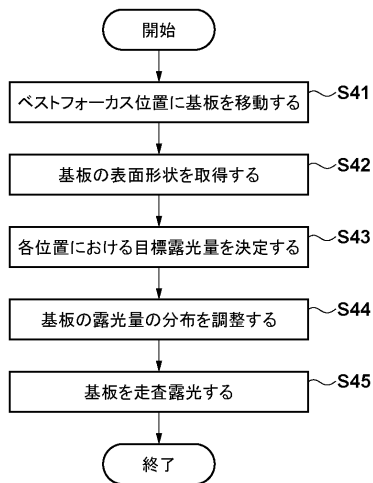 開始
ベストフォーカス位置に基板を移動する S41
基板の表面形状を取得する S42
各位置における目標露光量を決定する S43
基板の露光量の分布を調整する S44
基板を走査露光する S45
終了